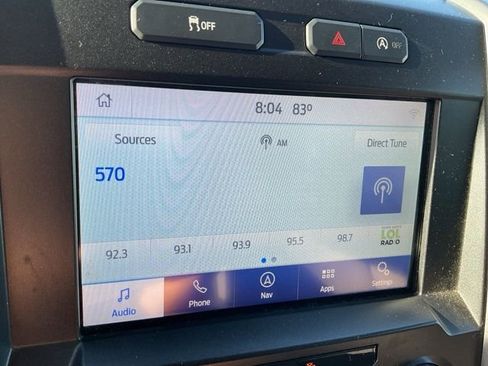 OFF
OFF
8:04 83°
Sources AM Direct Tune
570
92.3 93.1 93.9 95.5 98.7 LOL
RADIO
Audio Phone Nav Apps Settings